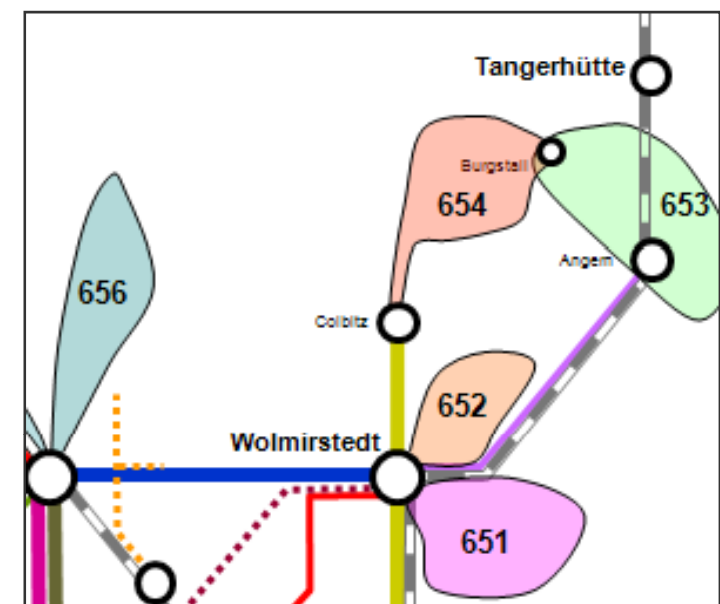 Tangerhütte
Burgstall
654
653
Angern
656
Colbitz
652
Wolmirstedt
651